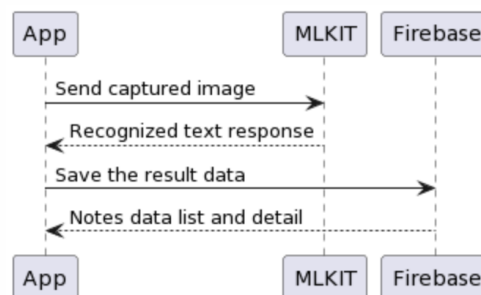 App MLKIT Firebase
Send captured image
Recognized text response
Save the result data
Notes data list and detail
App MLKIT Firebase